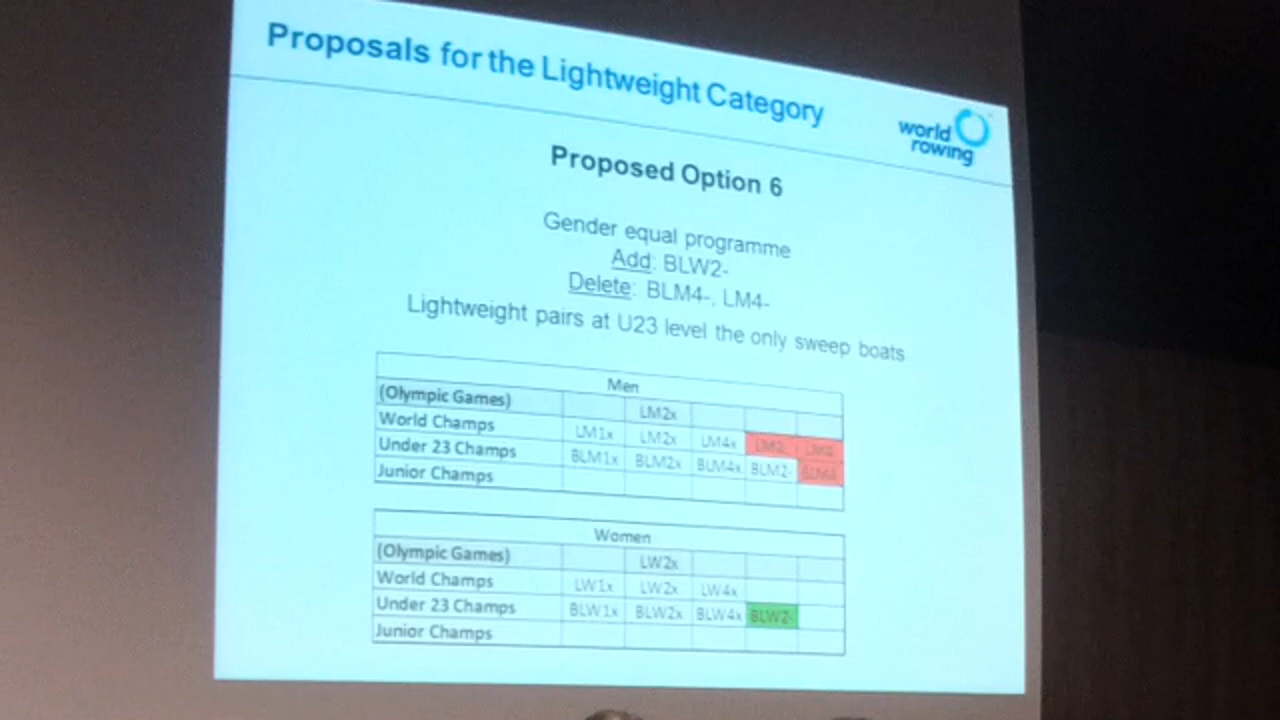 Proposals for the Lightweight Category
world
rowing
Proposed Option 6
Gender equal programme
Add: BLW2-
Delete: BLM4-, LM4-
Lightweight pairs at U23 level the only sweep boats
Men
(Olympic Games) LM2x
World Champs LM1x LM2x LM4x LM2- LM4-
Under 23 Champs BLM1x BLM2x BLM4x BLM2- BLM4-
Junior Champs
Women
(Olympic Games) LW2x
World Champs LW1x LW2x LW4x
Under 23 Champs BLW1x BLW2x BLW4x BLW2-
Junior Champs